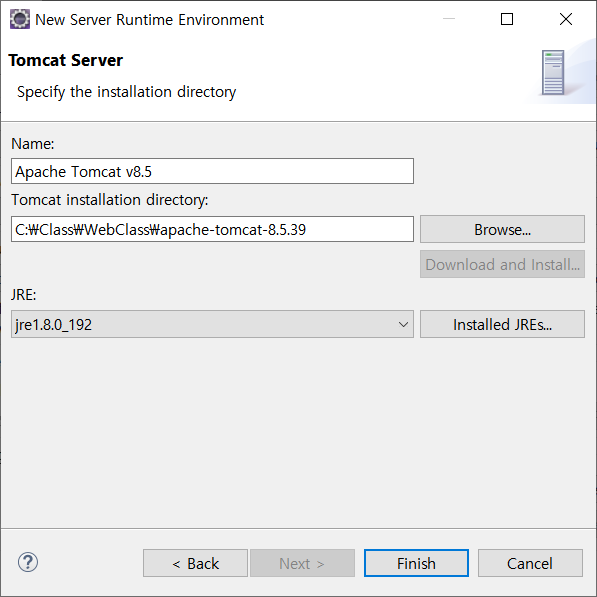 New Server Runtime Environment
Tomcat Server
Specify the installation directory
Name:
Apache Tomcat v8.5
Tomcat installation directory:
C:₩Class₩WebClass₩apache-tomcat-8.5.39
Browse...
Download and Install...
JRE:
jre1.8.0_192
Installed JREs...
?
< Back
Next >
Finish
Cancel